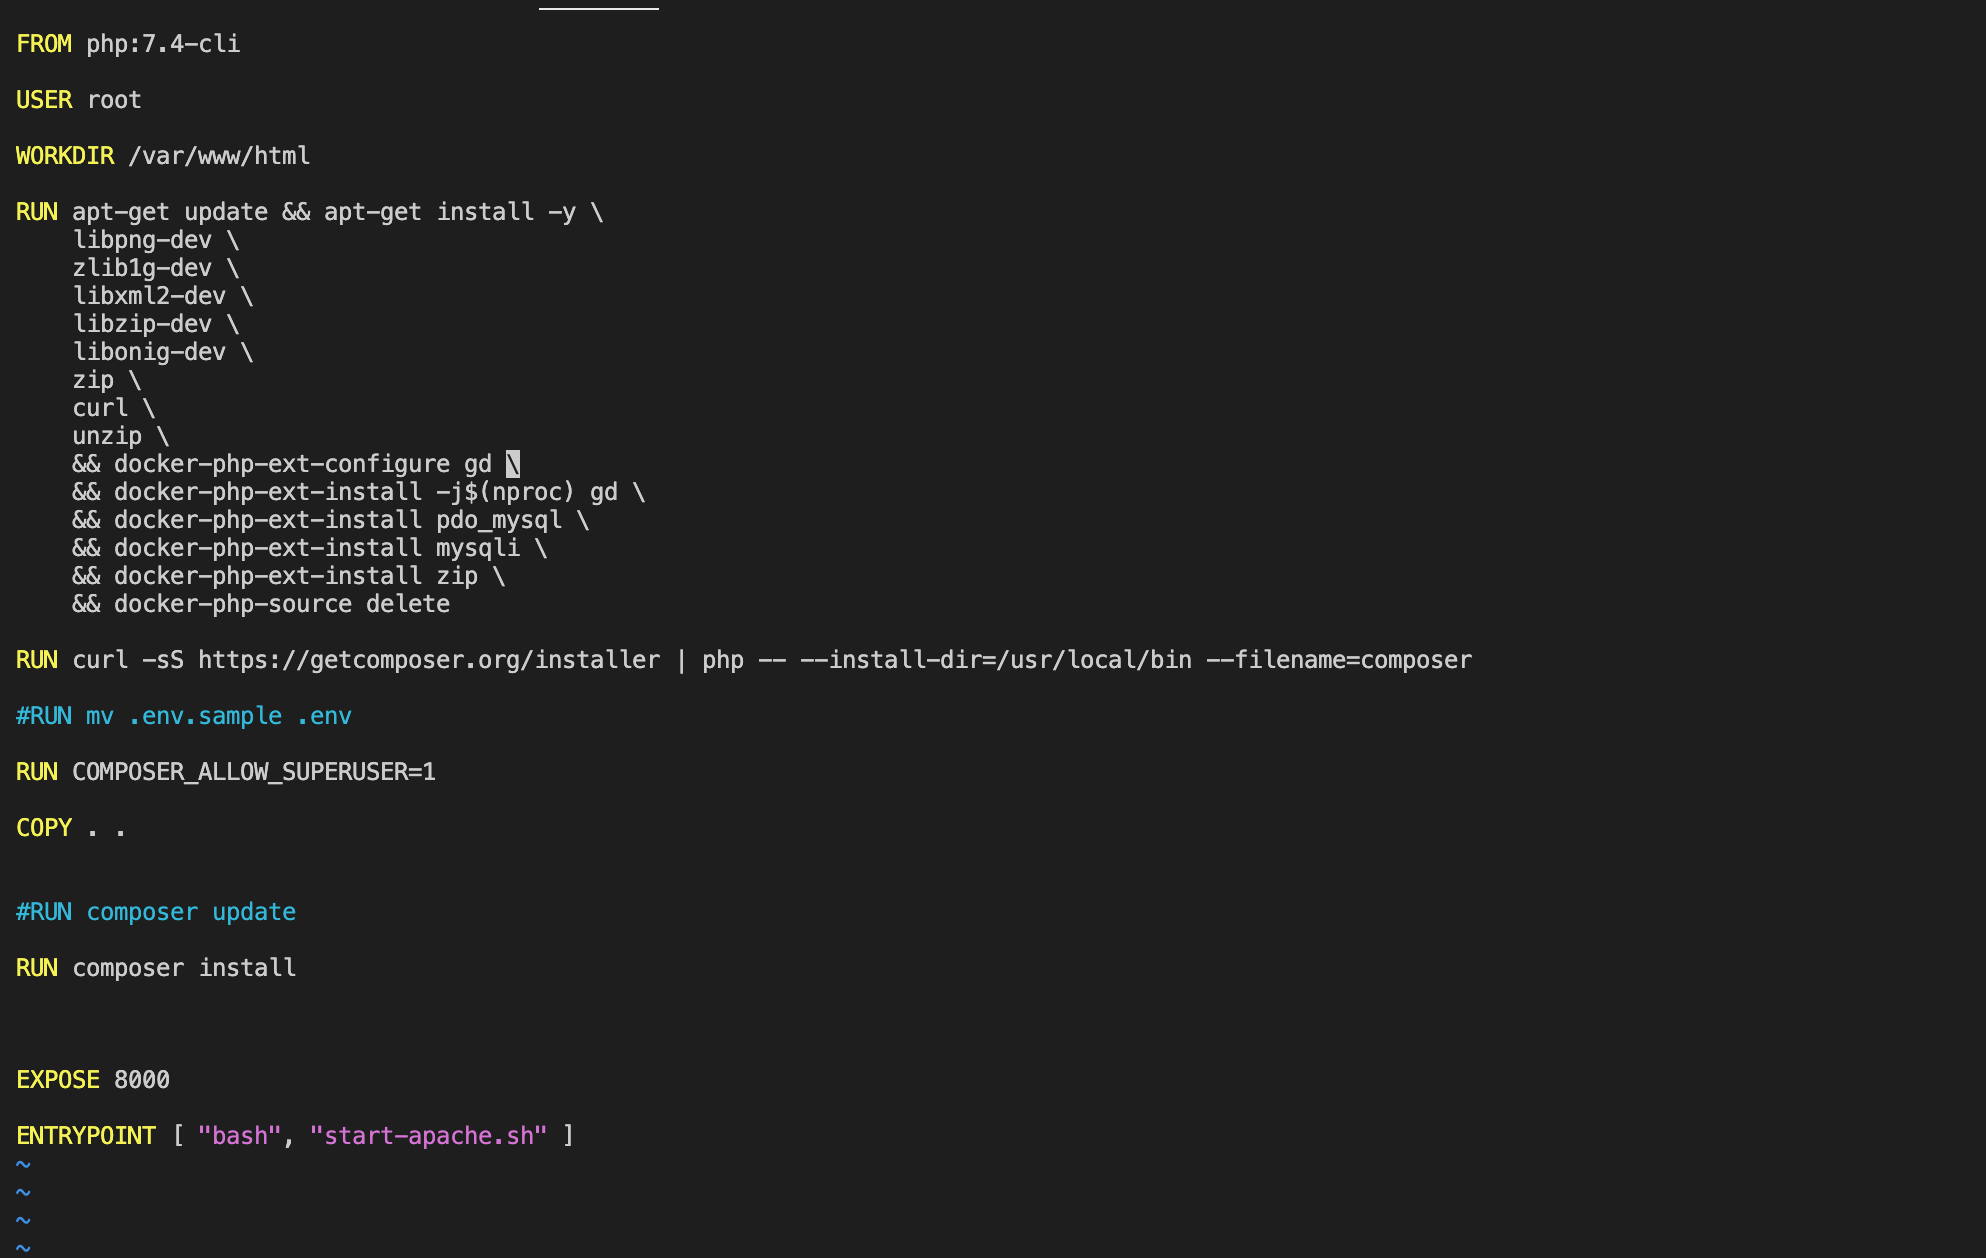 FROM php:7.4-cli
USER root
WORKDIR /var/www/html
RUN apt-get update && apt-get install -y \
    libpng-dev \
    zlib1g-dev \
    libxml2-dev \
    libzip-dev \
    libonig-dev \
    zip \
    curl \
    unzip \
    && docker-php-ext-configure gd \
    && docker-php-ext-install -j$(nproc) gd \
    && docker-php-ext-install pdo_mysql \
    && docker-php-ext-install mysqli \
    && docker-php-ext-install zip \
    && docker-php-source delete
RUN curl -sS https://getcomposer.org/installer | php -- --install-dir=/usr/local/bin --filename=composer
#RUN mv .env.sample .env
RUN COMPOSER_ALLOW_SUPERUSER=1
COPY . .
#RUN composer update
RUN composer install
EXPOSE 8000
ENTRYPOINT [ "bash", "start-apache.sh" ]
~
~
~
~